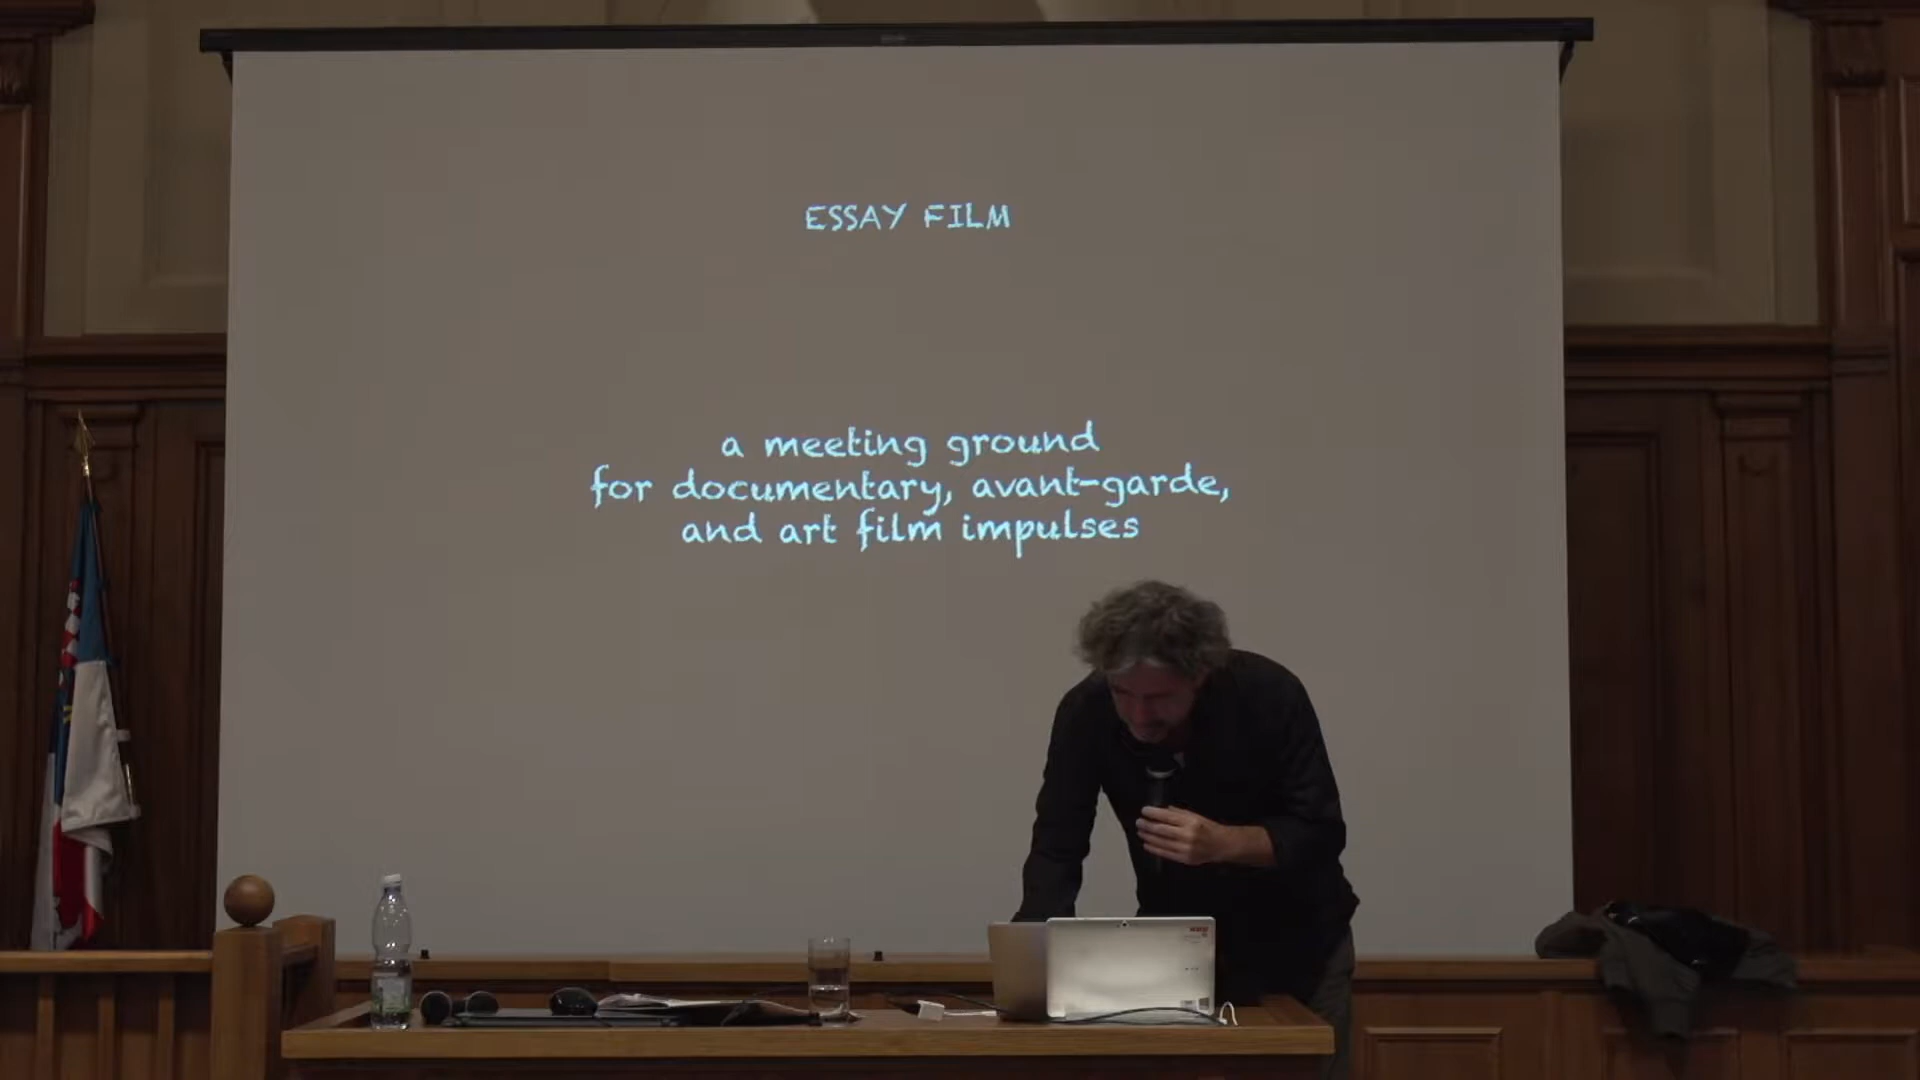 ESSAY FILM
a meeting ground
for documentary, avant-garde,
and art film impulses